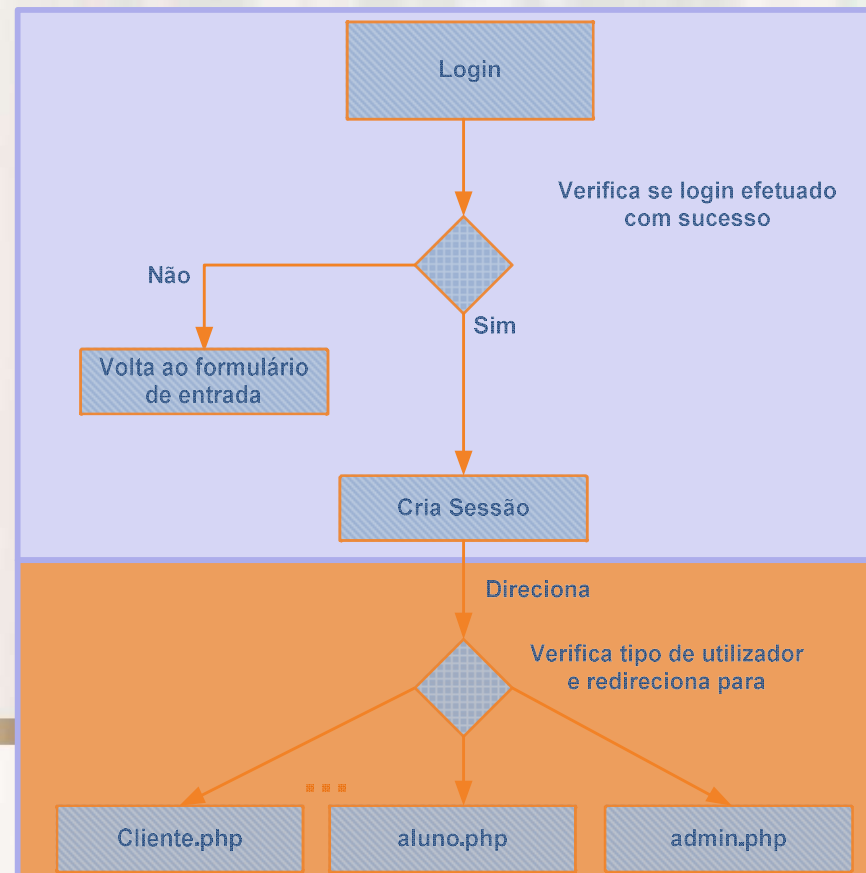 Login
Verifica se login efetuado
com sucesso
Não
Sim
Volta ao formulário
de entrada
Cria Sessão
Direciona
Verifica tipo de utilizador
e redireciona para
...
Cliente.php
aluno.php
admin.php